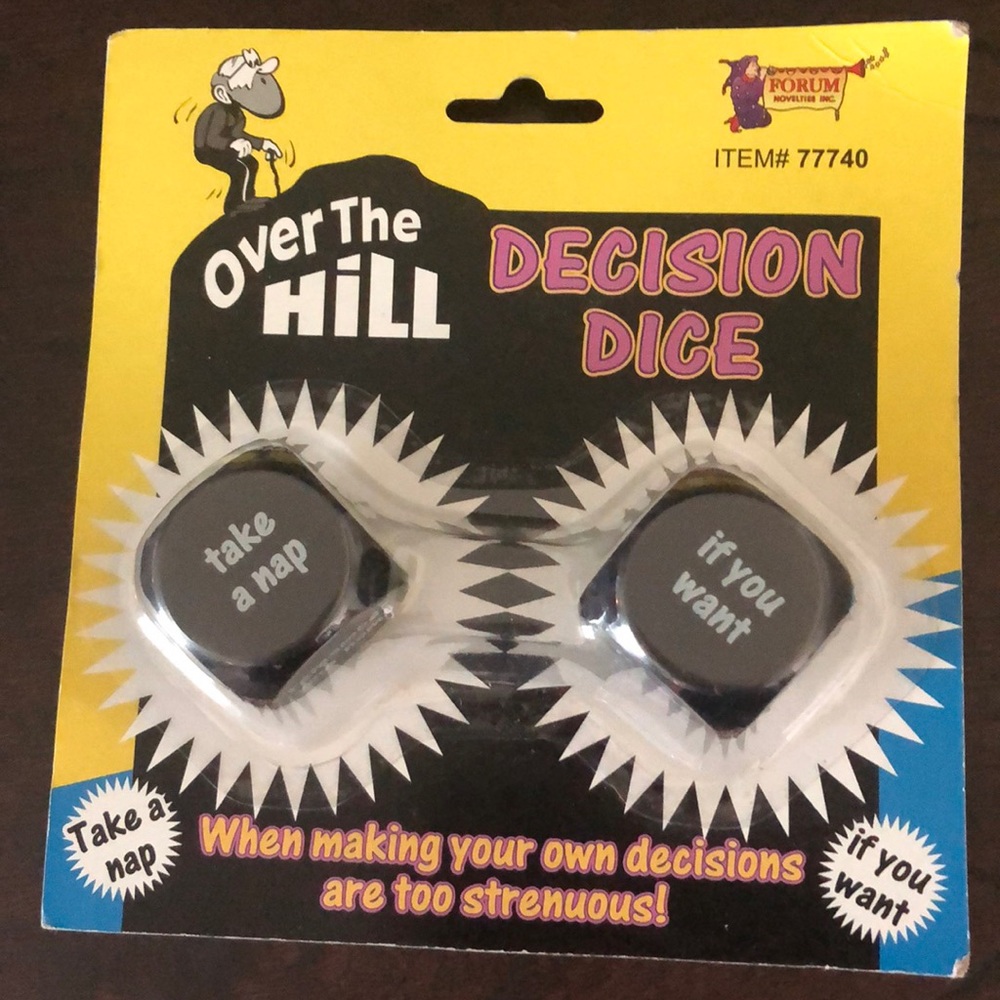 FORUM
NOVELTIES INC.
ITEM# 77740
Over The
HiLL
DECISION
DICE
take
a nap
if you
want
Take a
nap
When making your own decisions
are too strenuous!
if you
want